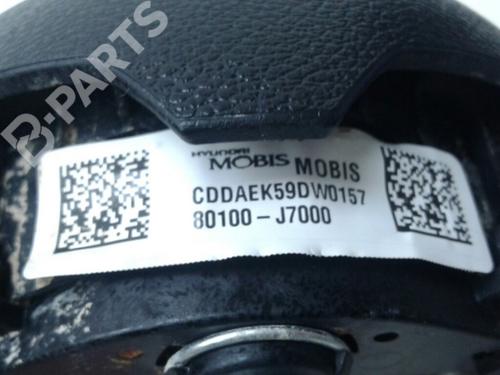 B-PARTS
HYUNDAI
MOBIS MOBIS
CDDAEK59DW0157
80100-J7000